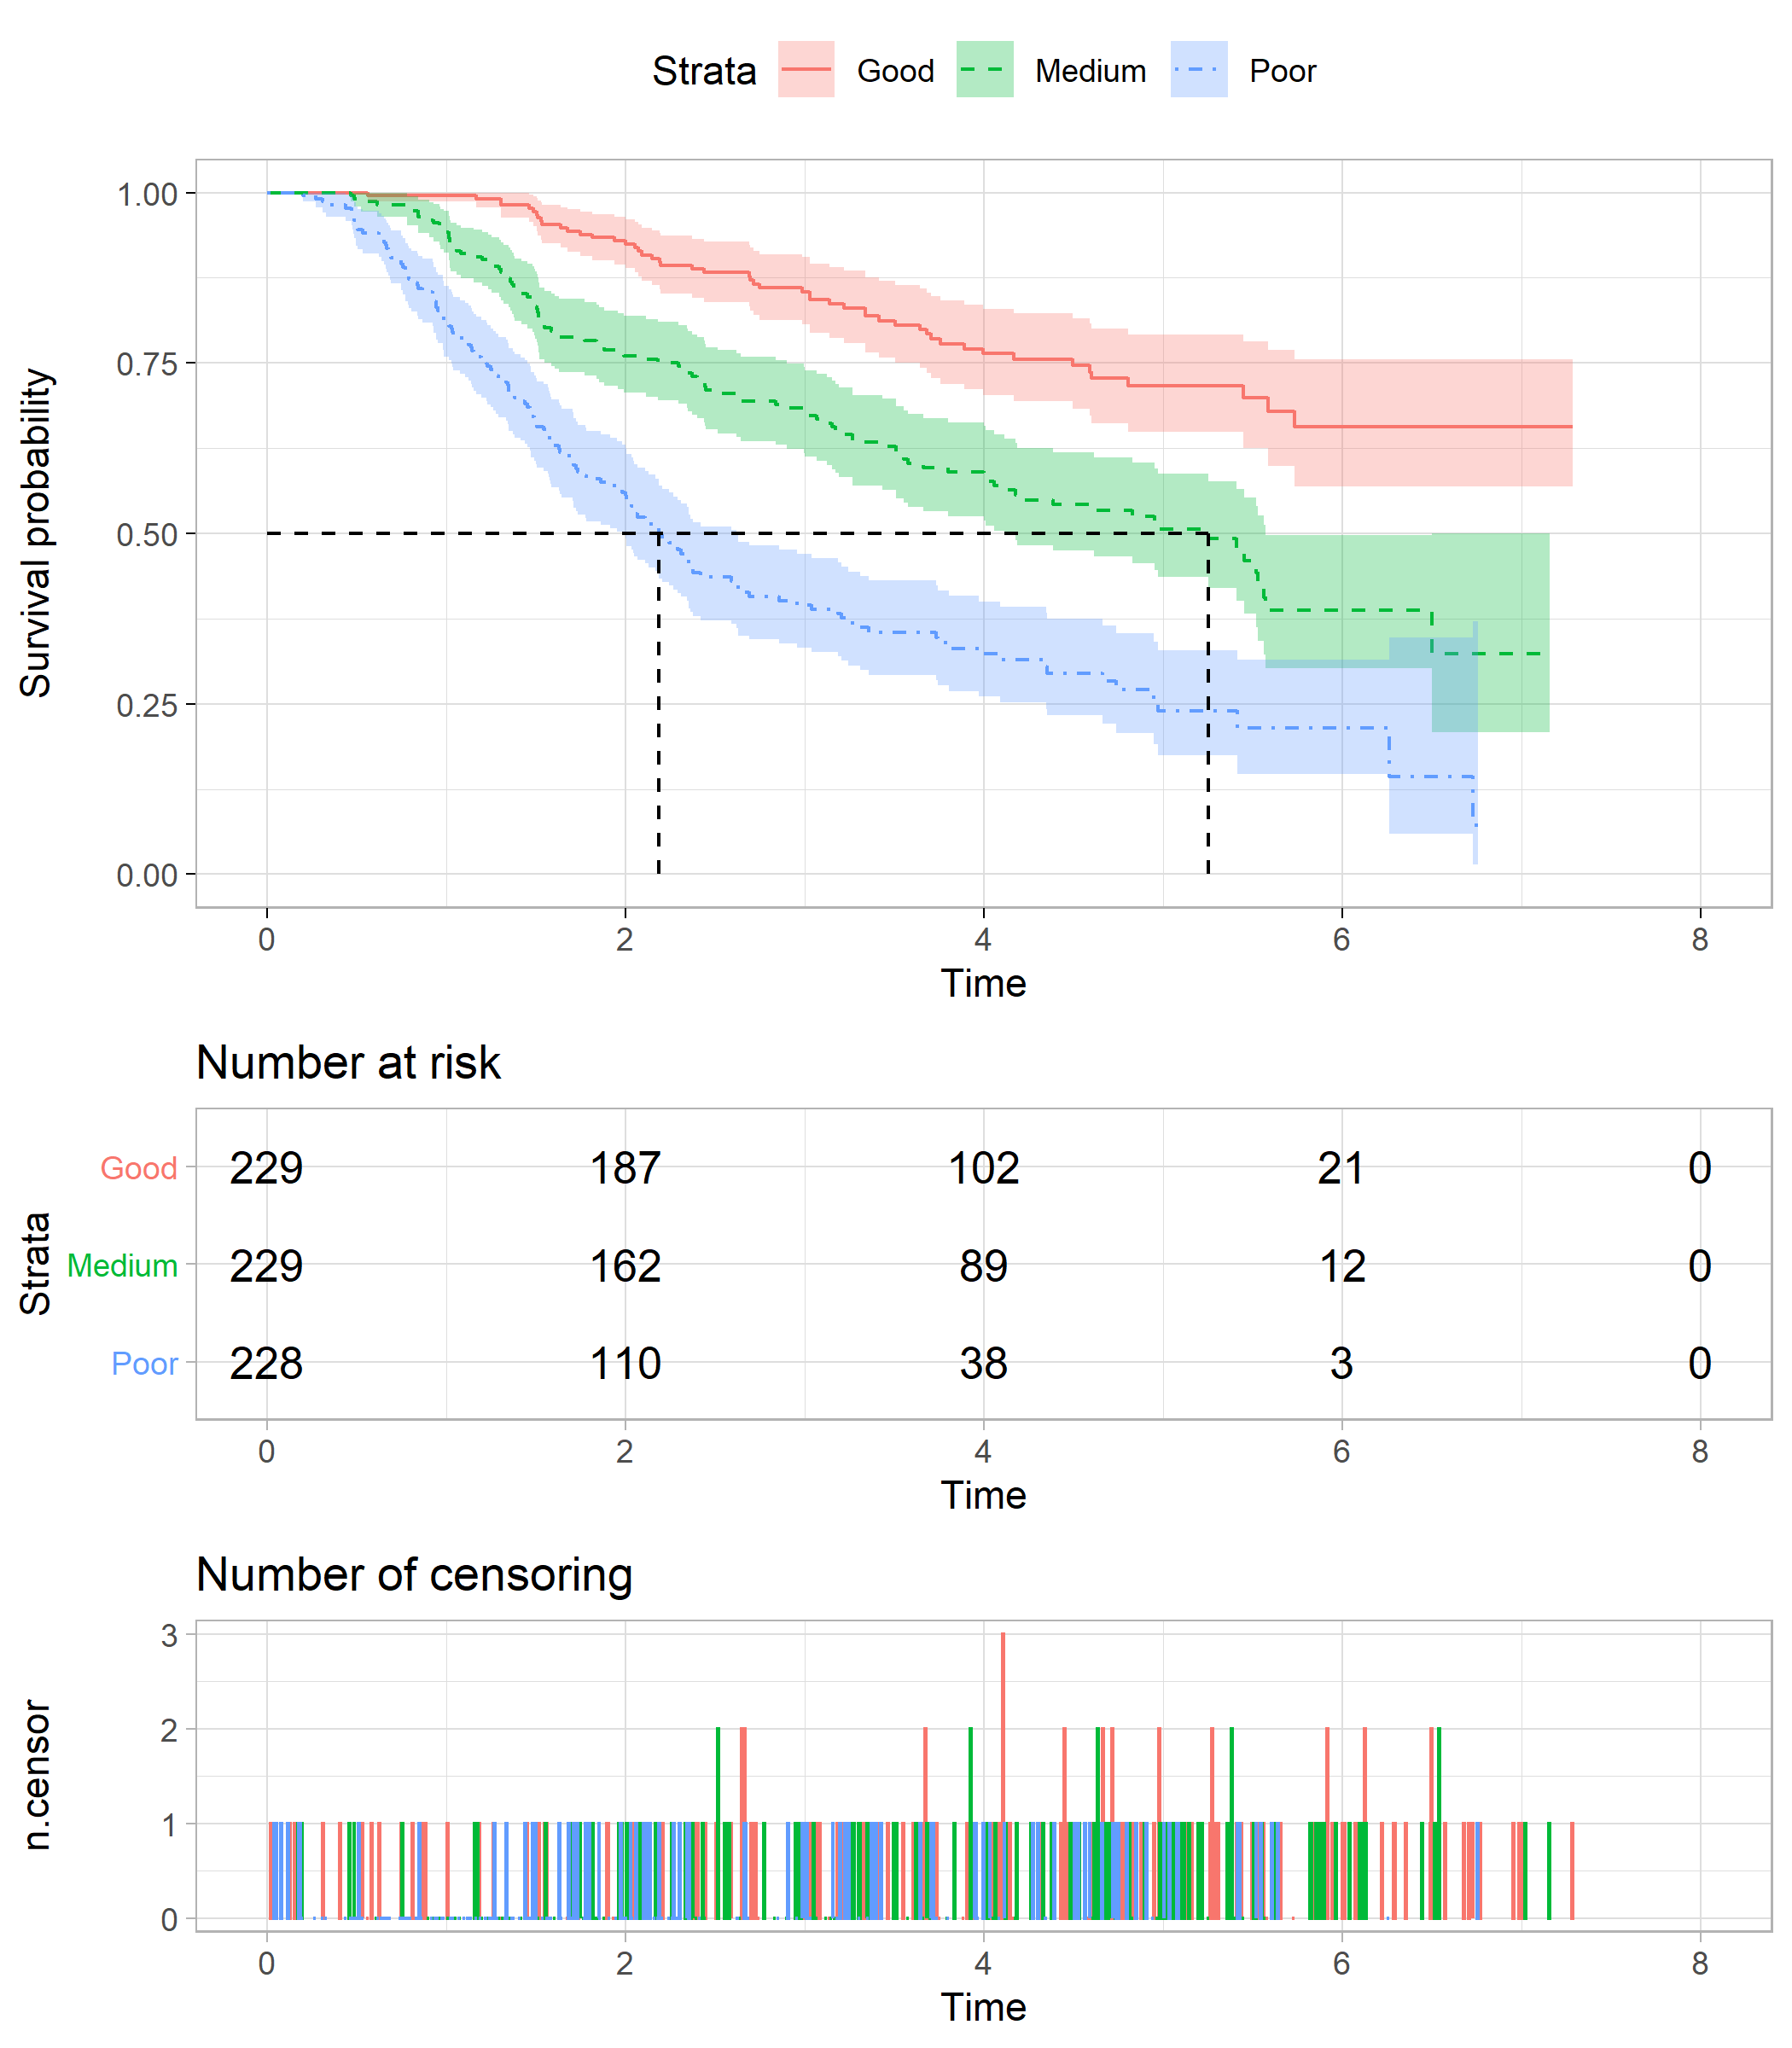 Strata Good Medium Poor
1.00
0.75
0.50
0.25
0.00
Survival probability
0 2 4 6 8
Time
Number at risk
Good 229 187 102 21 0
Medium 229 162 89 12 0
Poor 228 110 38 3 0
Strata
0 2 4 6 8
Time
Number of censoring
3
2
1
0
n.censor
0 2 4 6 8
Time